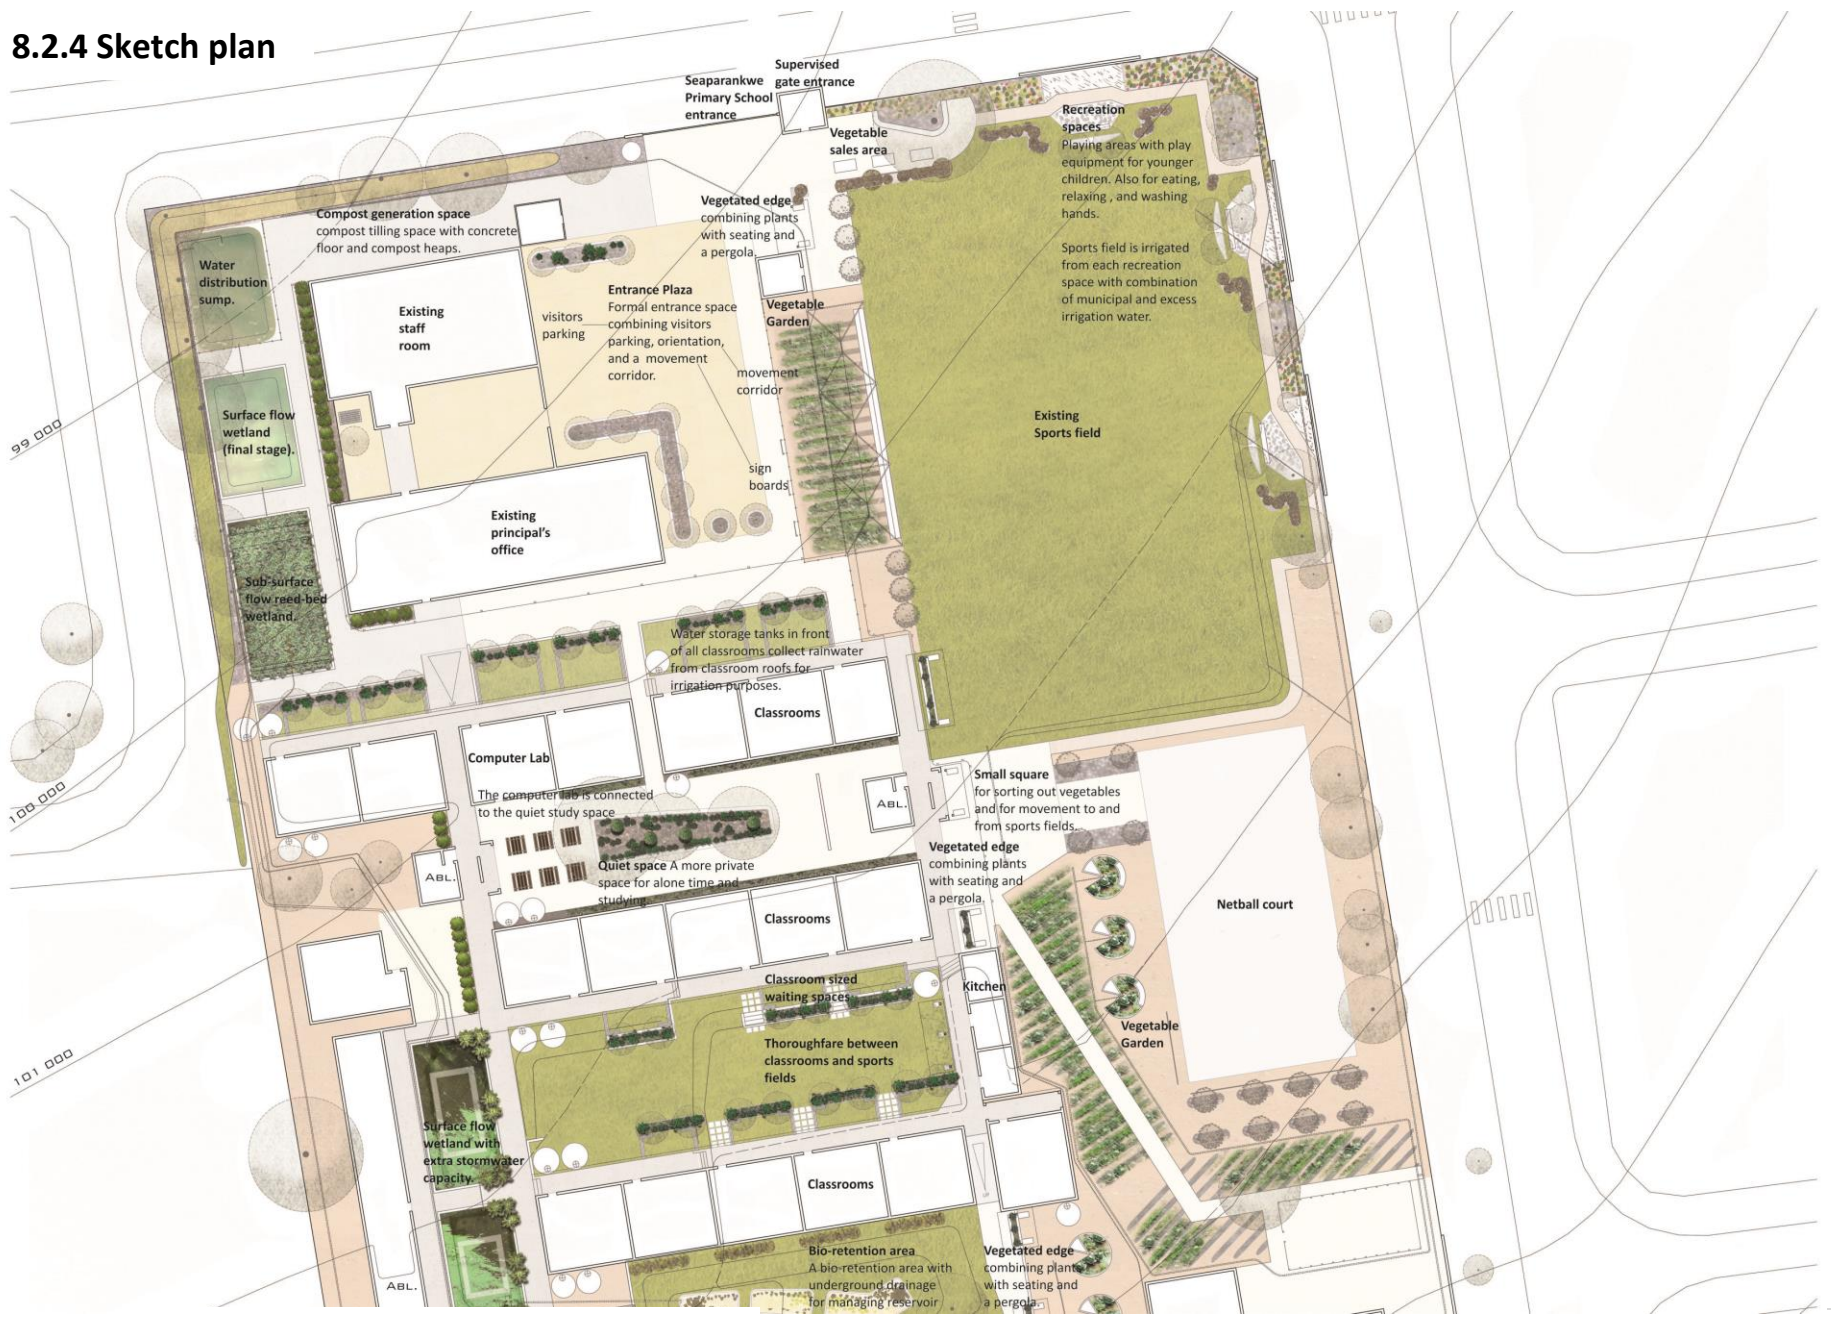 8.2.4 Sketch plan
Supervised
gate entrance
Seaparankwe
Primary School
entrance
Vegetable
sales area
Recreation
spaces
Playing areas with play
equipment for younger
children. Also for eating,
relaxing , and washing
hands.
Sports field is irrigated
from each recreation
space with combination
of municipal and excess
irrigation water.
Compost generation space
compost tilling space with concrete
floor and compost heaps.
Vegetated edge
combining plants
with seating and
a pergola.
Water
distribution
sump.
Existing
staff
room
visitors
parking
Entrance Plaza
Formal entrance space
combining visitors
parking, orientation,
and a movement
corridor.
Vegetable
Garden
movement
corridor
Surface flow
wetland
(final stage).
99 000
Existing
Sports field
sign
boards
Existing
principal's
office
Sub-surface
flow reed-bed
wetland.
Water storage tanks in front
of all classrooms collect rainwater
from classroom roofs for
irrigation purposes.
Classrooms
Computer Lab
The computer lab is connected
to the quiet study space
100 000
ABL.
Small square
for sorting out vegetables
and for movement to and
from sports fields.
ABL.
Quiet space A more private
space for alone time and
studying.
Vegetated edge
combining plants
with seating and
a pergola.
Netball court
Classrooms
Classroom sized
waiting spaces
Kitchen
Thoroughfare between
classrooms and sports
fields
Vegetable
Garden
101 000
Surface flow
wetland with
extra stormwater
capacity.
Classrooms
ABL.
Bio-retention area
A bio-retention area with
underground drainage
for managing reservoir
Vegetated edge
combining plants
with seating and
a pergola.